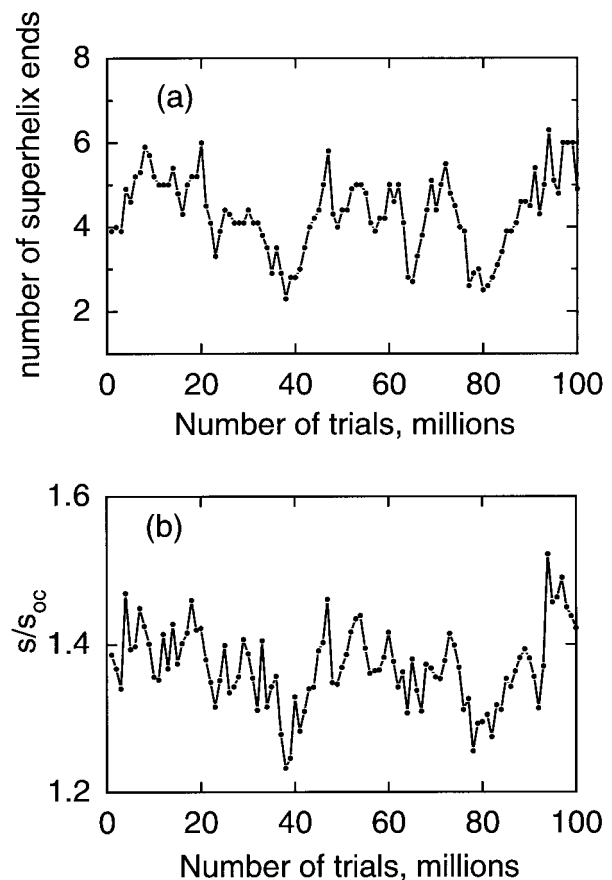 8
6
4
2
number of superhelix ends
(a)
0 20 40 60 80 100
Number of trials, millions
1.6
1.4
1.2
s/s_oc
(b)
0 20 40 60 80 100
Number of trials, millions